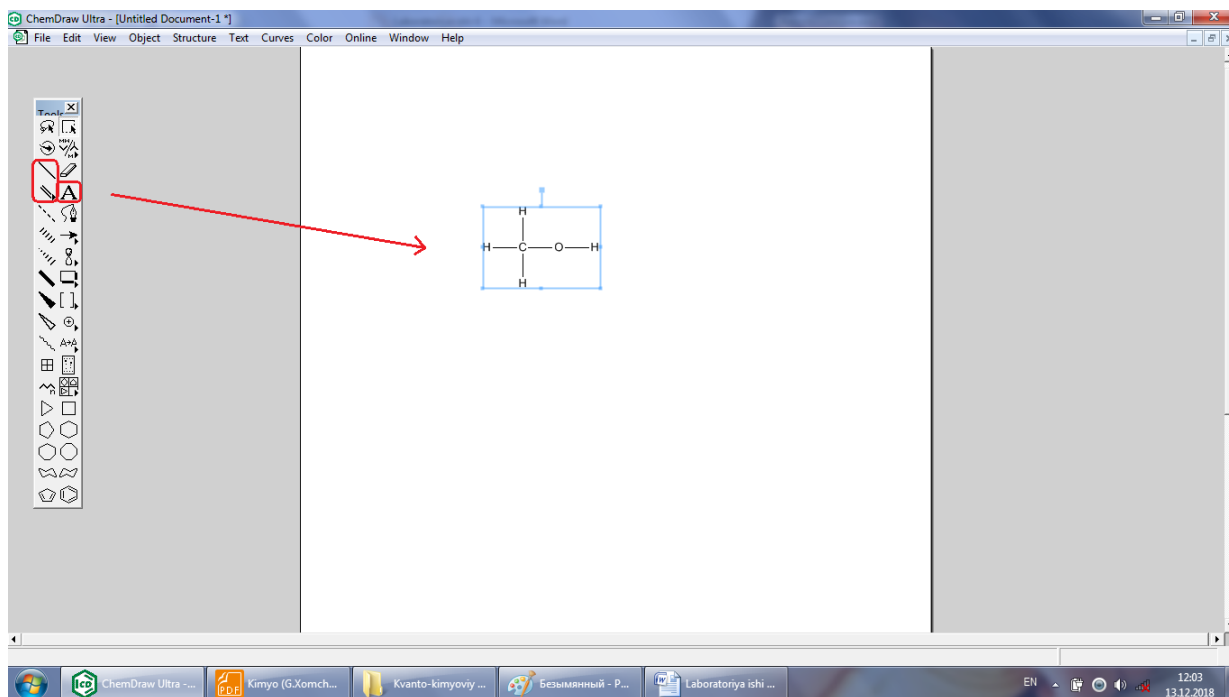 ChemDraw Ultra - [Untitled Document-1 *]
File Edit View Object Structure Text Curves Color Online Window Help
A
H
H C O H
H
ChemDraw Ultra -... Kimyo (G.Xomch... Kvanto-kimyoviy ... Безымянный - P... Laboratoriya ishi ... EN 12:03
13.12.2018